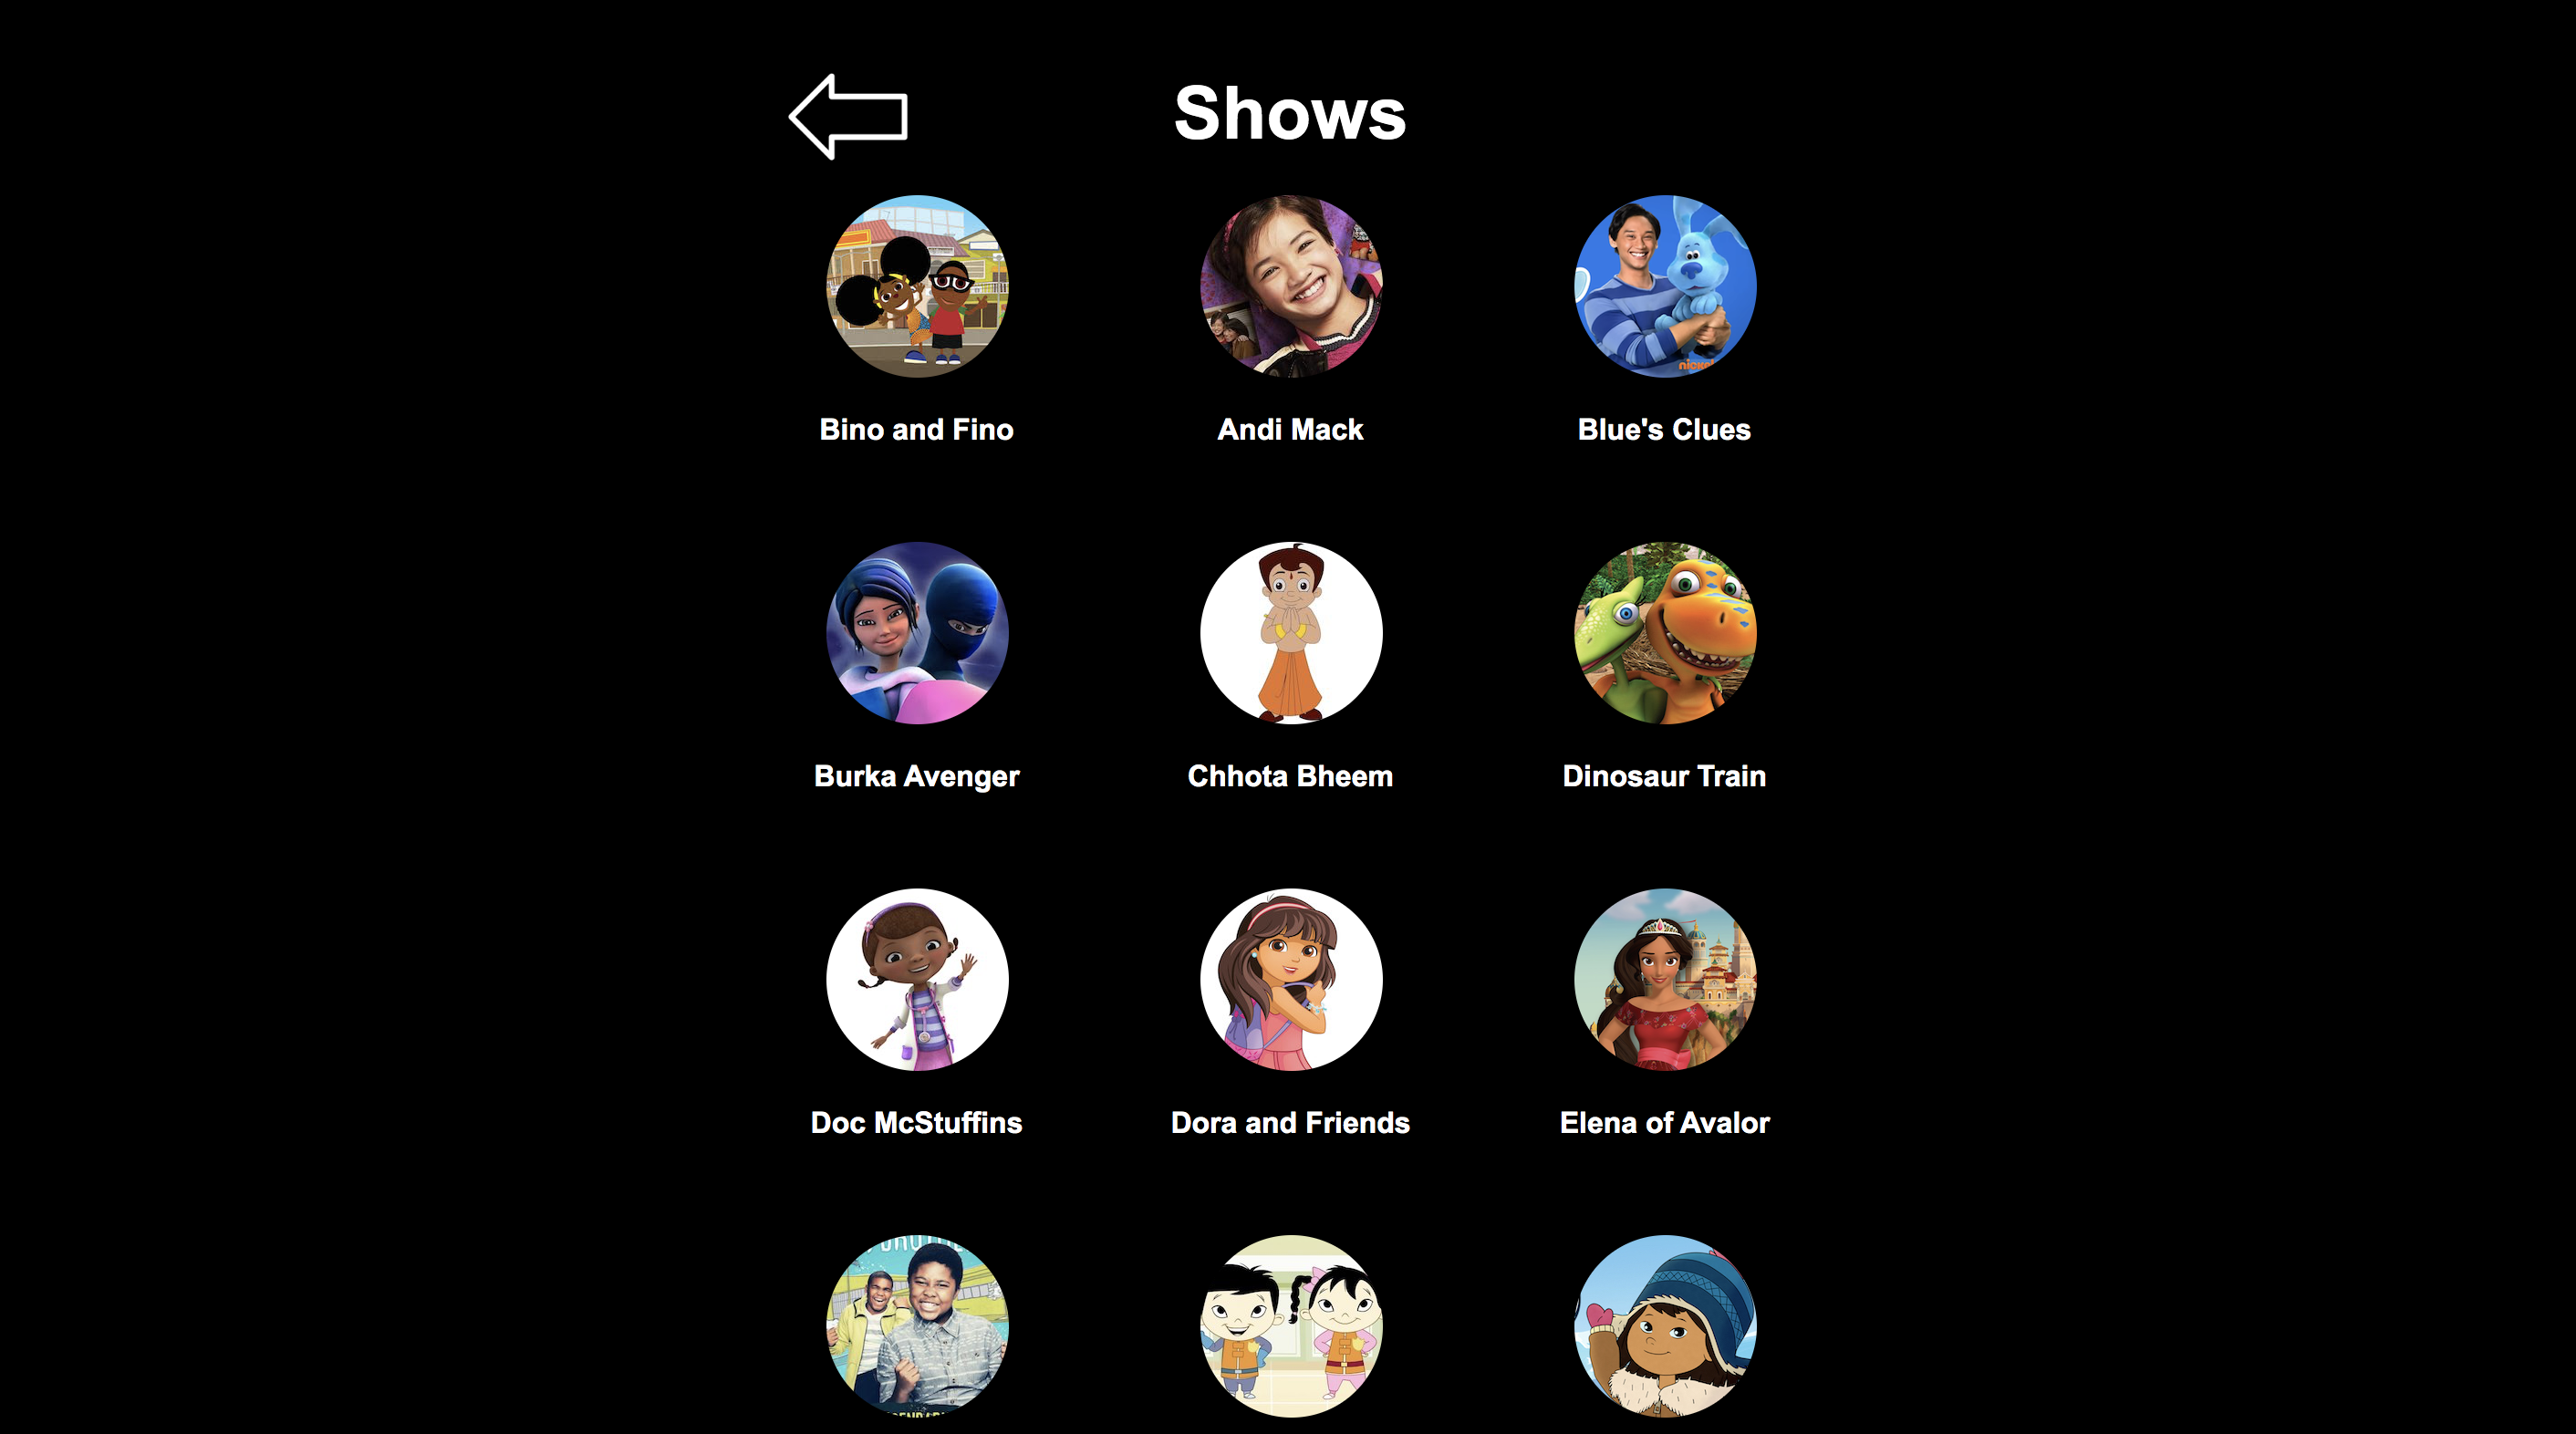 Shows
Bino and Fino
Andi Mack
Blue's Clues
Burka Avenger
Chhota Bheem
Dinosaur Train
Doc McStuffins
Dora and Friends
Elena of Avalor